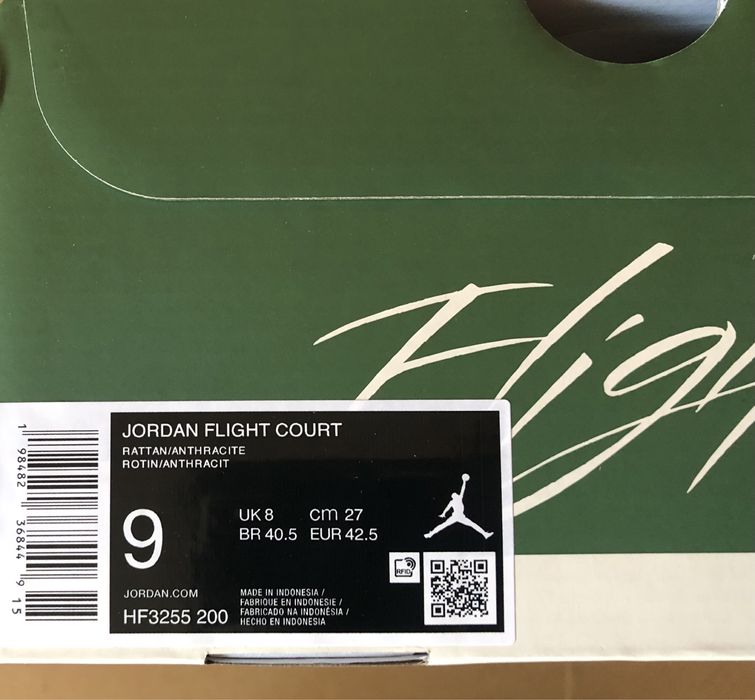 Flight
JORDAN FLIGHT COURT
RATTAN/ANTHRACITE
ROTIN/ANTHRACIT
9
UK 8 cm 27
BR 40.5 EUR 42.5
RFID
JORDAN.COM
HF3255 200
MADE IN INDONESIA /
FABRIQUE EN INDONESIE /
FABRICADO NA INDONÉSIA /
HECHO EN INDONESIA
1 98482 36844 9 15